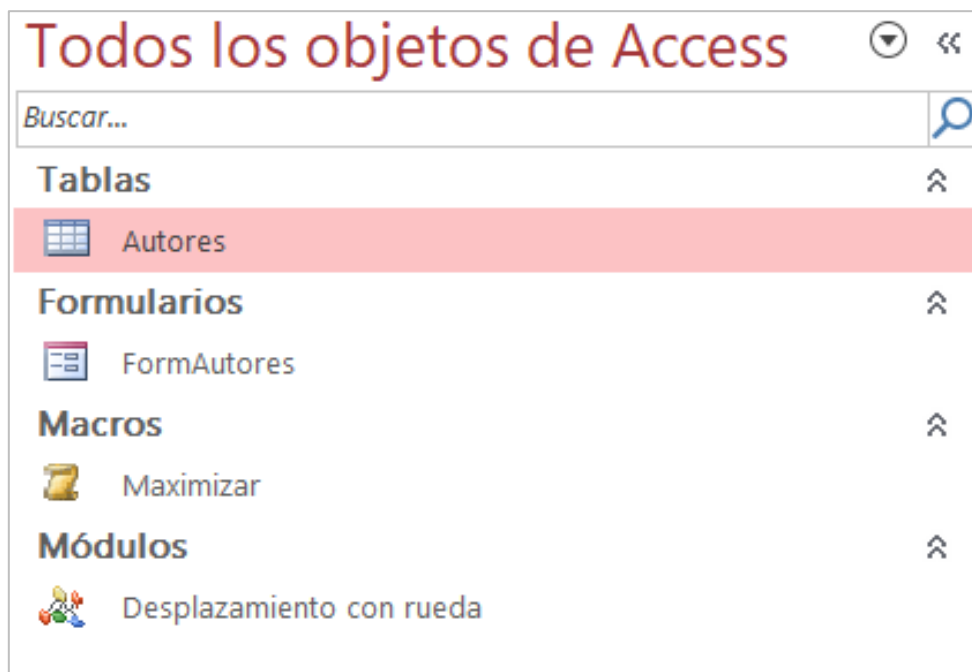 Todos los objetos de Access
Buscar...
Tablas
Autores
Formularios
FormAutores
Macros
Maximizar
Módulos
Desplazamiento con rueda